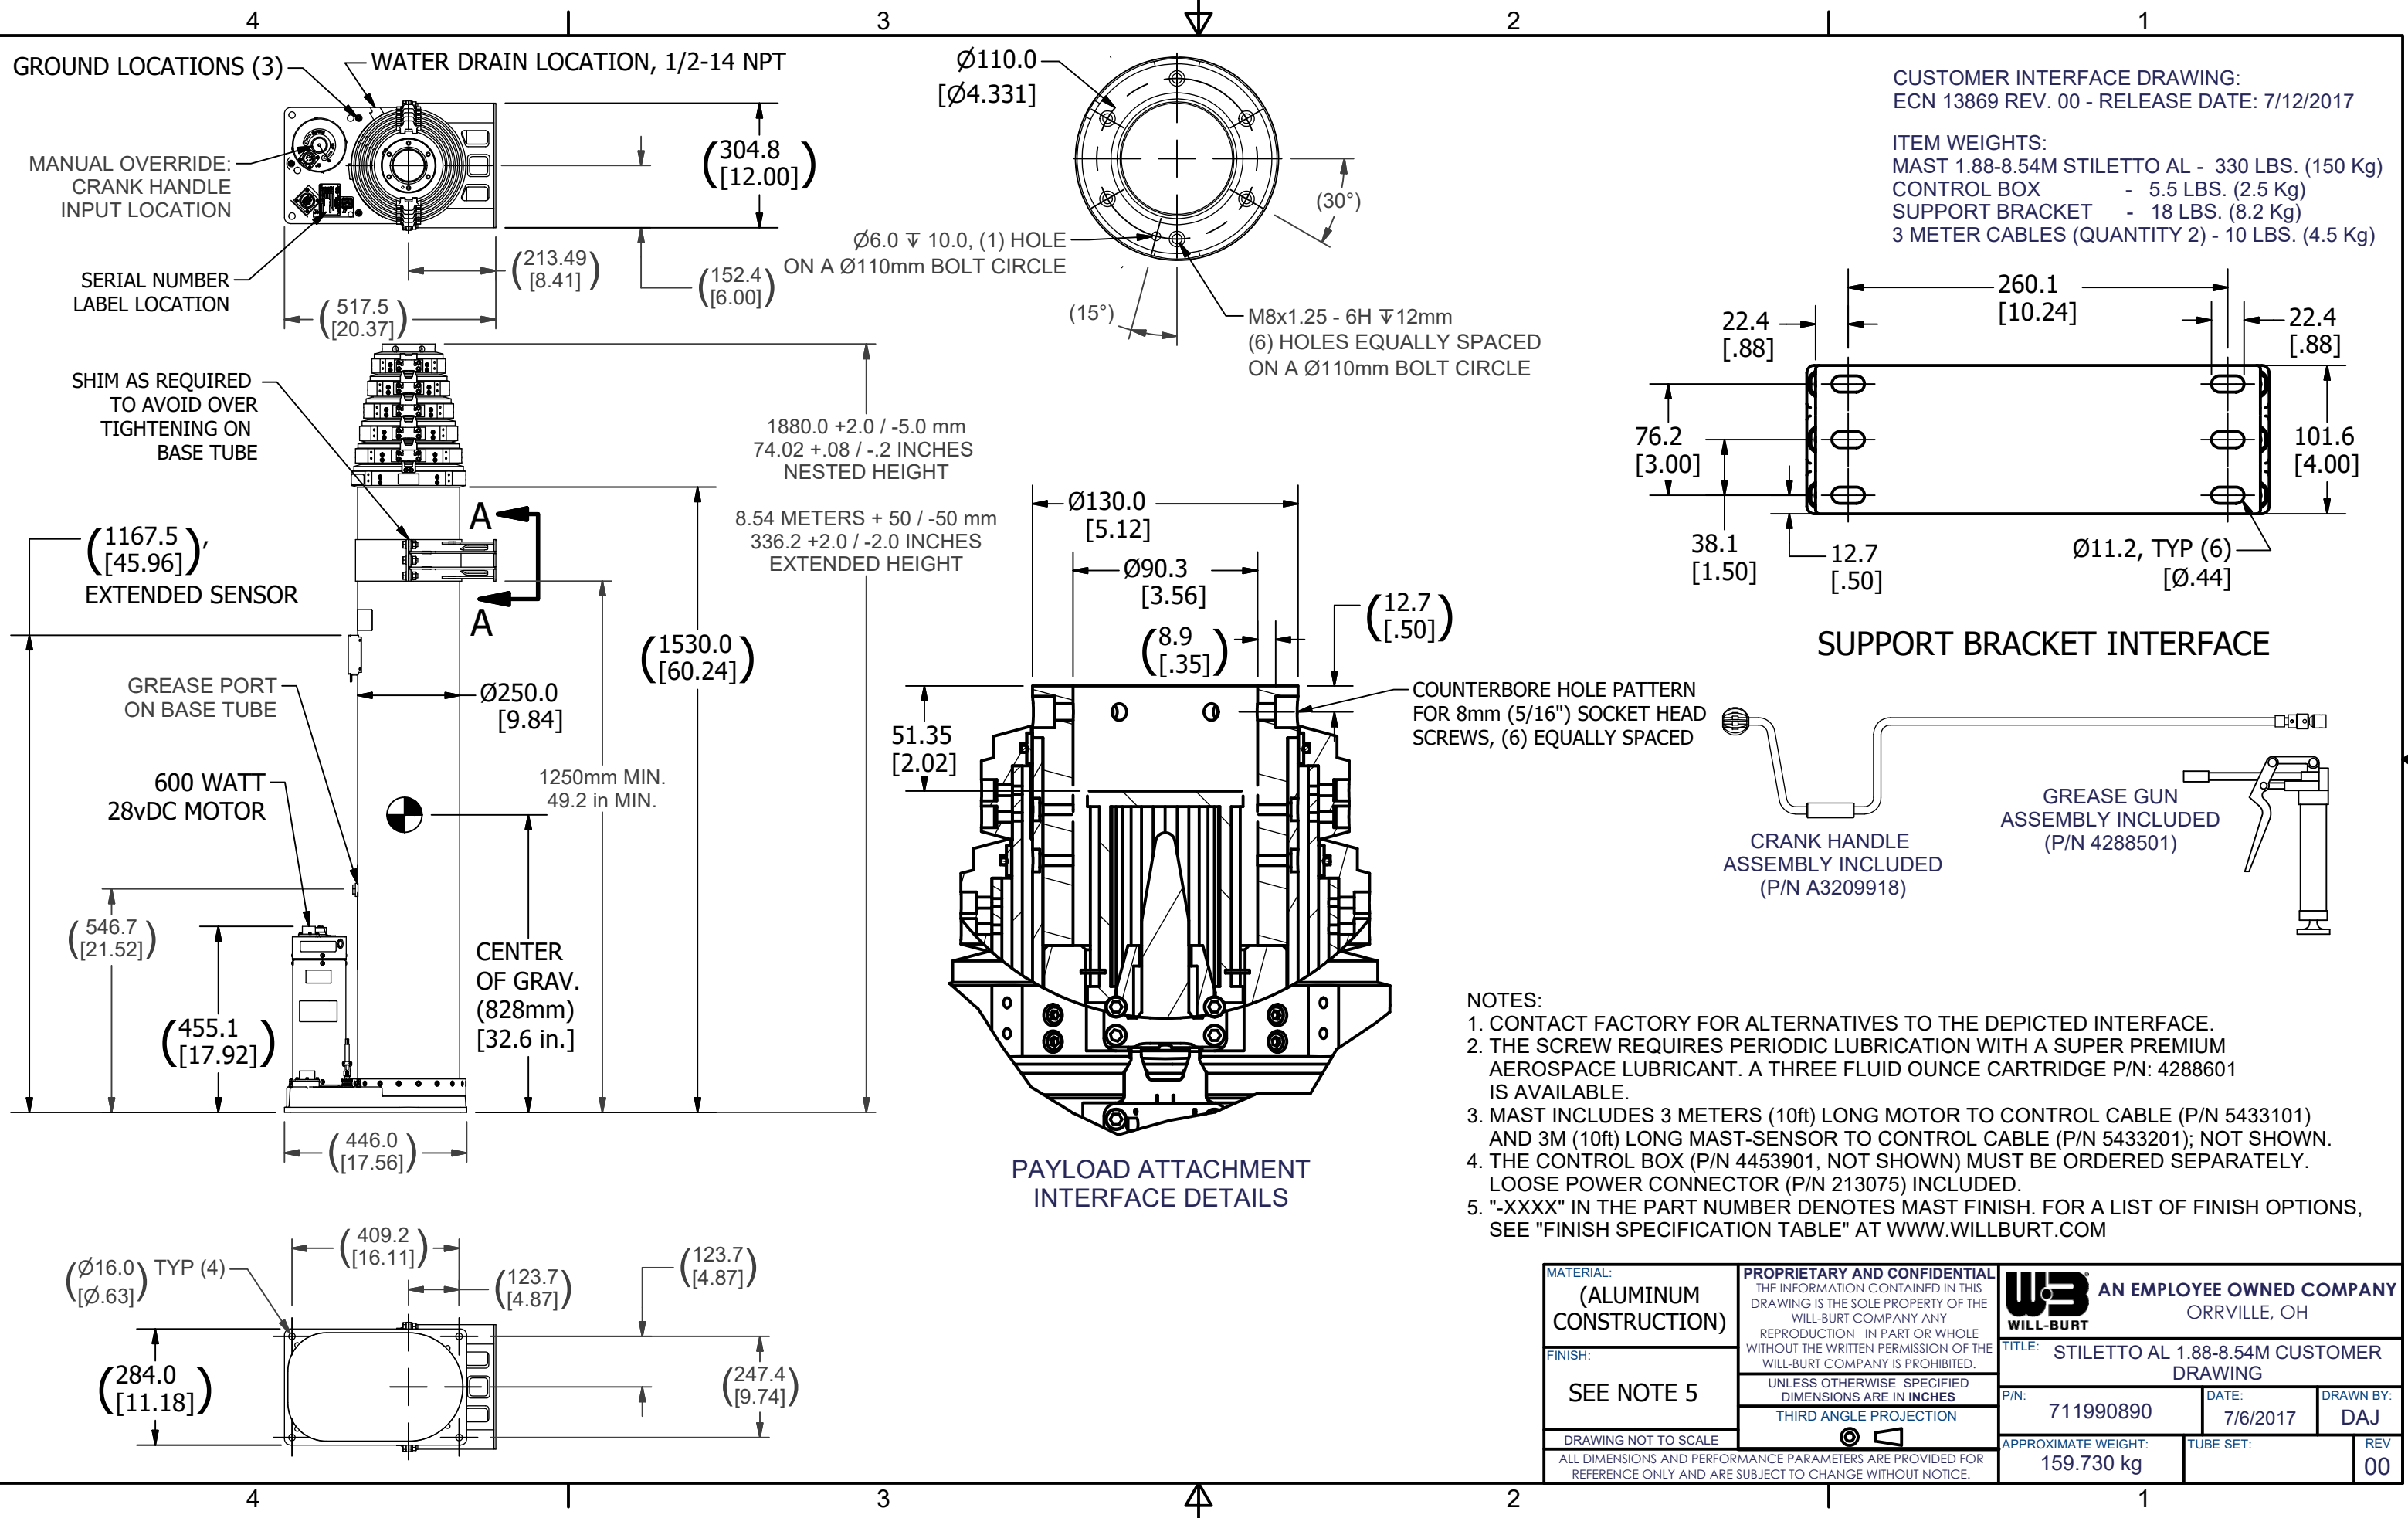 4
3
2
1
GROUND LOCATIONS (3)
WATER DRAIN LOCATION, 1/2-14 NPT
MANUAL OVERRIDE:
CRANK HANDLE
INPUT LOCATION
SERIAL NUMBER
LABEL LOCATION
(304.8
[12.00])
(213.49
[8.41])
(152.4
[6.00])
(517.5
[20.37])
Ø110.0
[Ø4.331]
(30°)
Ø6.0 ↧ 10.0, (1) HOLE
ON A Ø110mm BOLT CIRCLE
(15°)
M8x1.25 - 6H ↧12mm
(6) HOLES EQUALLY SPACED
ON A Ø110mm BOLT CIRCLE
CUSTOMER INTERFACE DRAWING:
ECN 13869 REV. 00 - RELEASE DATE: 7/12/2017
ITEM WEIGHTS:
MAST 1.88-8.54M STILETTO AL - 330 LBS. (150 Kg)
CONTROL BOX - 5.5 LBS. (2.5 Kg)
SUPPORT BRACKET - 18 LBS. (8.2 Kg)
3 METER CABLES (QUANTITY 2) - 10 LBS. (4.5 Kg)
260.1
[10.24]
22.4
[.88]
22.4
[.88]
76.2
[3.00]
101.6
[4.00]
38.1
[1.50]
12.7
[.50]
Ø11.2, TYP (6)
[Ø.44]
SUPPORT BRACKET INTERFACE
SHIM AS REQUIRED
TO AVOID OVER
TIGHTENING ON
BASE TUBE
1880.0 +2.0 / -5.0 mm
74.02 +.08 / -.2 INCHES
NESTED HEIGHT
8.54 METERS + 50 / -50 mm
336.2 +2.0 / -2.0 INCHES
EXTENDED HEIGHT
A
A
(1167.5
[45.96]),
EXTENDED SENSOR
(1530.0
[60.24])
GREASE PORT
ON BASE TUBE
Ø250.0
[9.84]
600 WATT
28vDC MOTOR
1250mm MIN.
49.2 in MIN.
(546.7
[21.52])
(455.1
[17.92])
CENTER
OF GRAV.
(828mm)
[32.6 in.]
(446.0
[17.56])
Ø130.0
[5.12]
Ø90.3
[3.56]
(12.7
[.50])
(8.9
[.35])
51.35
[2.02]
COUNTERBORE HOLE PATTERN
FOR 8mm (5/16") SOCKET HEAD
SCREWS, (6) EQUALLY SPACED
PAYLOAD ATTACHMENT
INTERFACE DETAILS
CRANK HANDLE
ASSEMBLY INCLUDED
(P/N A3209918)
GREASE GUN
ASSEMBLY INCLUDED
(P/N 4288501)
NOTES:
1. CONTACT FACTORY FOR ALTERNATIVES TO THE DEPICTED INTERFACE.
2. THE SCREW REQUIRES PERIODIC LUBRICATION WITH A SUPER PREMIUM
AEROSPACE LUBRICANT. A THREE FLUID OUNCE CARTRIDGE P/N: 4288601
IS AVAILABLE.
3. MAST INCLUDES 3 METERS (10ft) LONG MOTOR TO CONTROL CABLE (P/N 5433101)
AND 3M (10ft) LONG MAST-SENSOR TO CONTROL CABLE (P/N 5433201); NOT SHOWN.
4. THE CONTROL BOX (P/N 4453901, NOT SHOWN) MUST BE ORDERED SEPARATELY.
LOOSE POWER CONNECTOR (P/N 213075) INCLUDED.
5. "-XXXX" IN THE PART NUMBER DENOTES MAST FINISH. FOR A LIST OF FINISH OPTIONS,
SEE "FINISH SPECIFICATION TABLE" AT WWW.WILLBURT.COM
(409.2
[16.11])
(Ø16.0
[Ø.63]) TYP (4)
(123.7
[4.87])
(123.7
[4.87])
(284.0
[11.18])
(247.4
[9.74])
MATERIAL:
(ALUMINUM
CONSTRUCTION)
FINISH:
SEE NOTE 5
DRAWING NOT TO SCALE
PROPRIETARY AND CONFIDENTIAL
THE INFORMATION CONTAINED IN THIS
DRAWING IS THE SOLE PROPERTY OF THE
WILL-BURT COMPANY ANY
REPRODUCTION IN PART OR WHOLE
WITHOUT THE WRITTEN PERMISSION OF THE
WILL-BURT COMPANY IS PROHIBITED.
UNLESS OTHERWISE SPECIFIED
DIMENSIONS ARE IN INCHES
THIRD ANGLE PROJECTION
ALL DIMENSIONS AND PERFORMANCE PARAMETERS ARE PROVIDED FOR
REFERENCE ONLY AND ARE SUBJECT TO CHANGE WITHOUT NOTICE.
WILL-BURT
AN EMPLOYEE OWNED COMPANY
ORRVILLE, OH
TITLE: STILETTO AL 1.88-8.54M CUSTOMER
DRAWING
P/N:
711990890
DATE:
7/6/2017
DRAWN BY:
DAJ
APPROXIMATE WEIGHT:
159.730 kg
TUBE SET:
REV
00
4
3
2
1